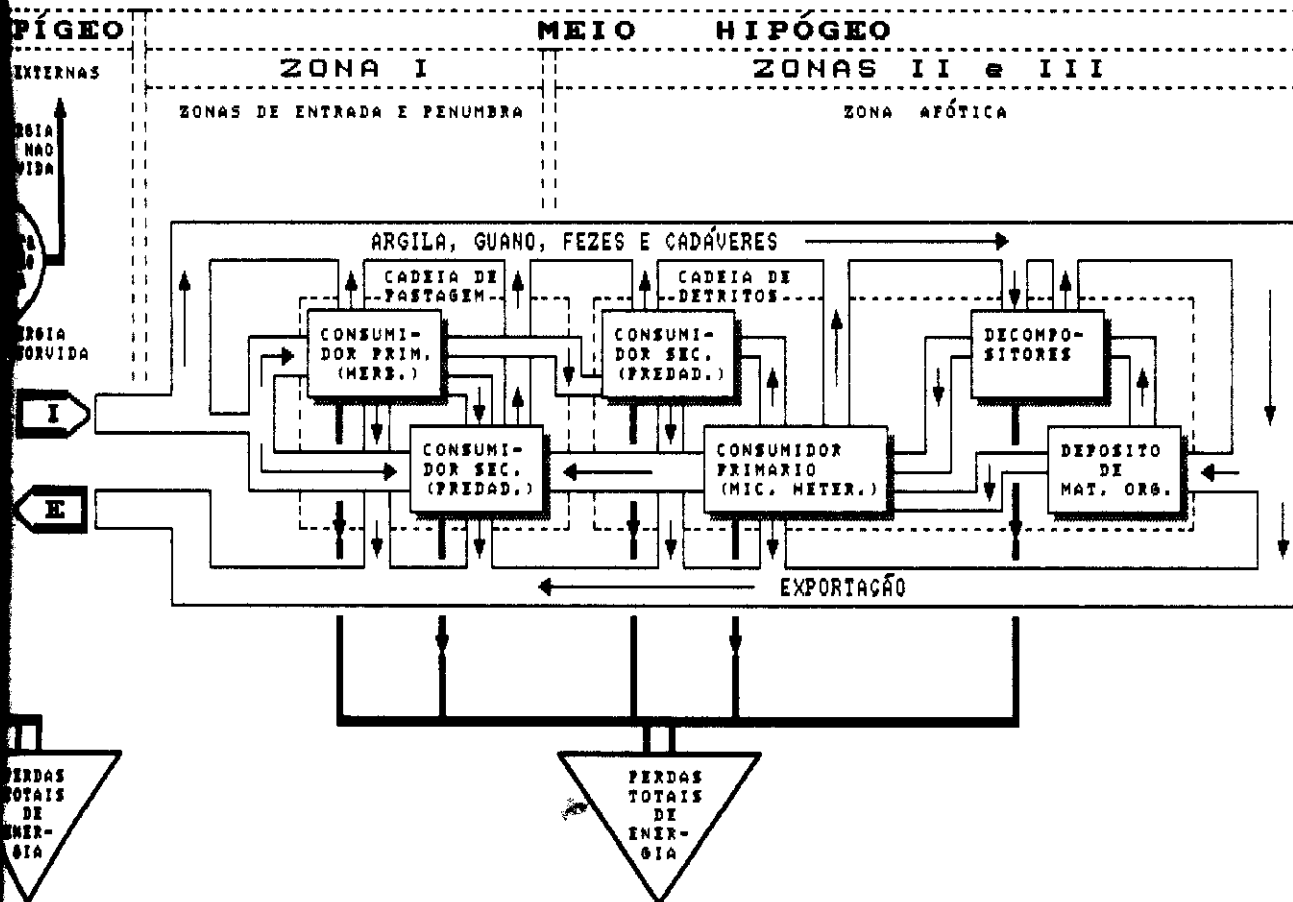 PÍGEO
MEIO HIPÓGEO
EXTERNAS
ZONA I
ZONAS II e III
ZONAS DE ENTRADA E PENUMBRA
ZONA AFÓTICA
NAO
VIDA
ARGILA, GUANO, FEZES E CADÁVERES
CADEIA DE
PASTAGEM
CADEIA DE
DETRITOS
CONSUMI-
DOR PRIM.
(HERB.)
CONSUMI-
DOR SEC.
(PREDAD.)
DECOMPO-
SITORES
I
CONSUMI-
DOR SEC.
(PREDAD.)
CONSUMIDOR
PRIMARIO
(MIC. HETER.)
DEPOSITO
DE
MAT. ORG.
E
EXPORTAÇÃO
PERDAS
TOTAIS
DE
ENER-
GIA
PERDAS
TOTAIS
DE
ENER-
GIA